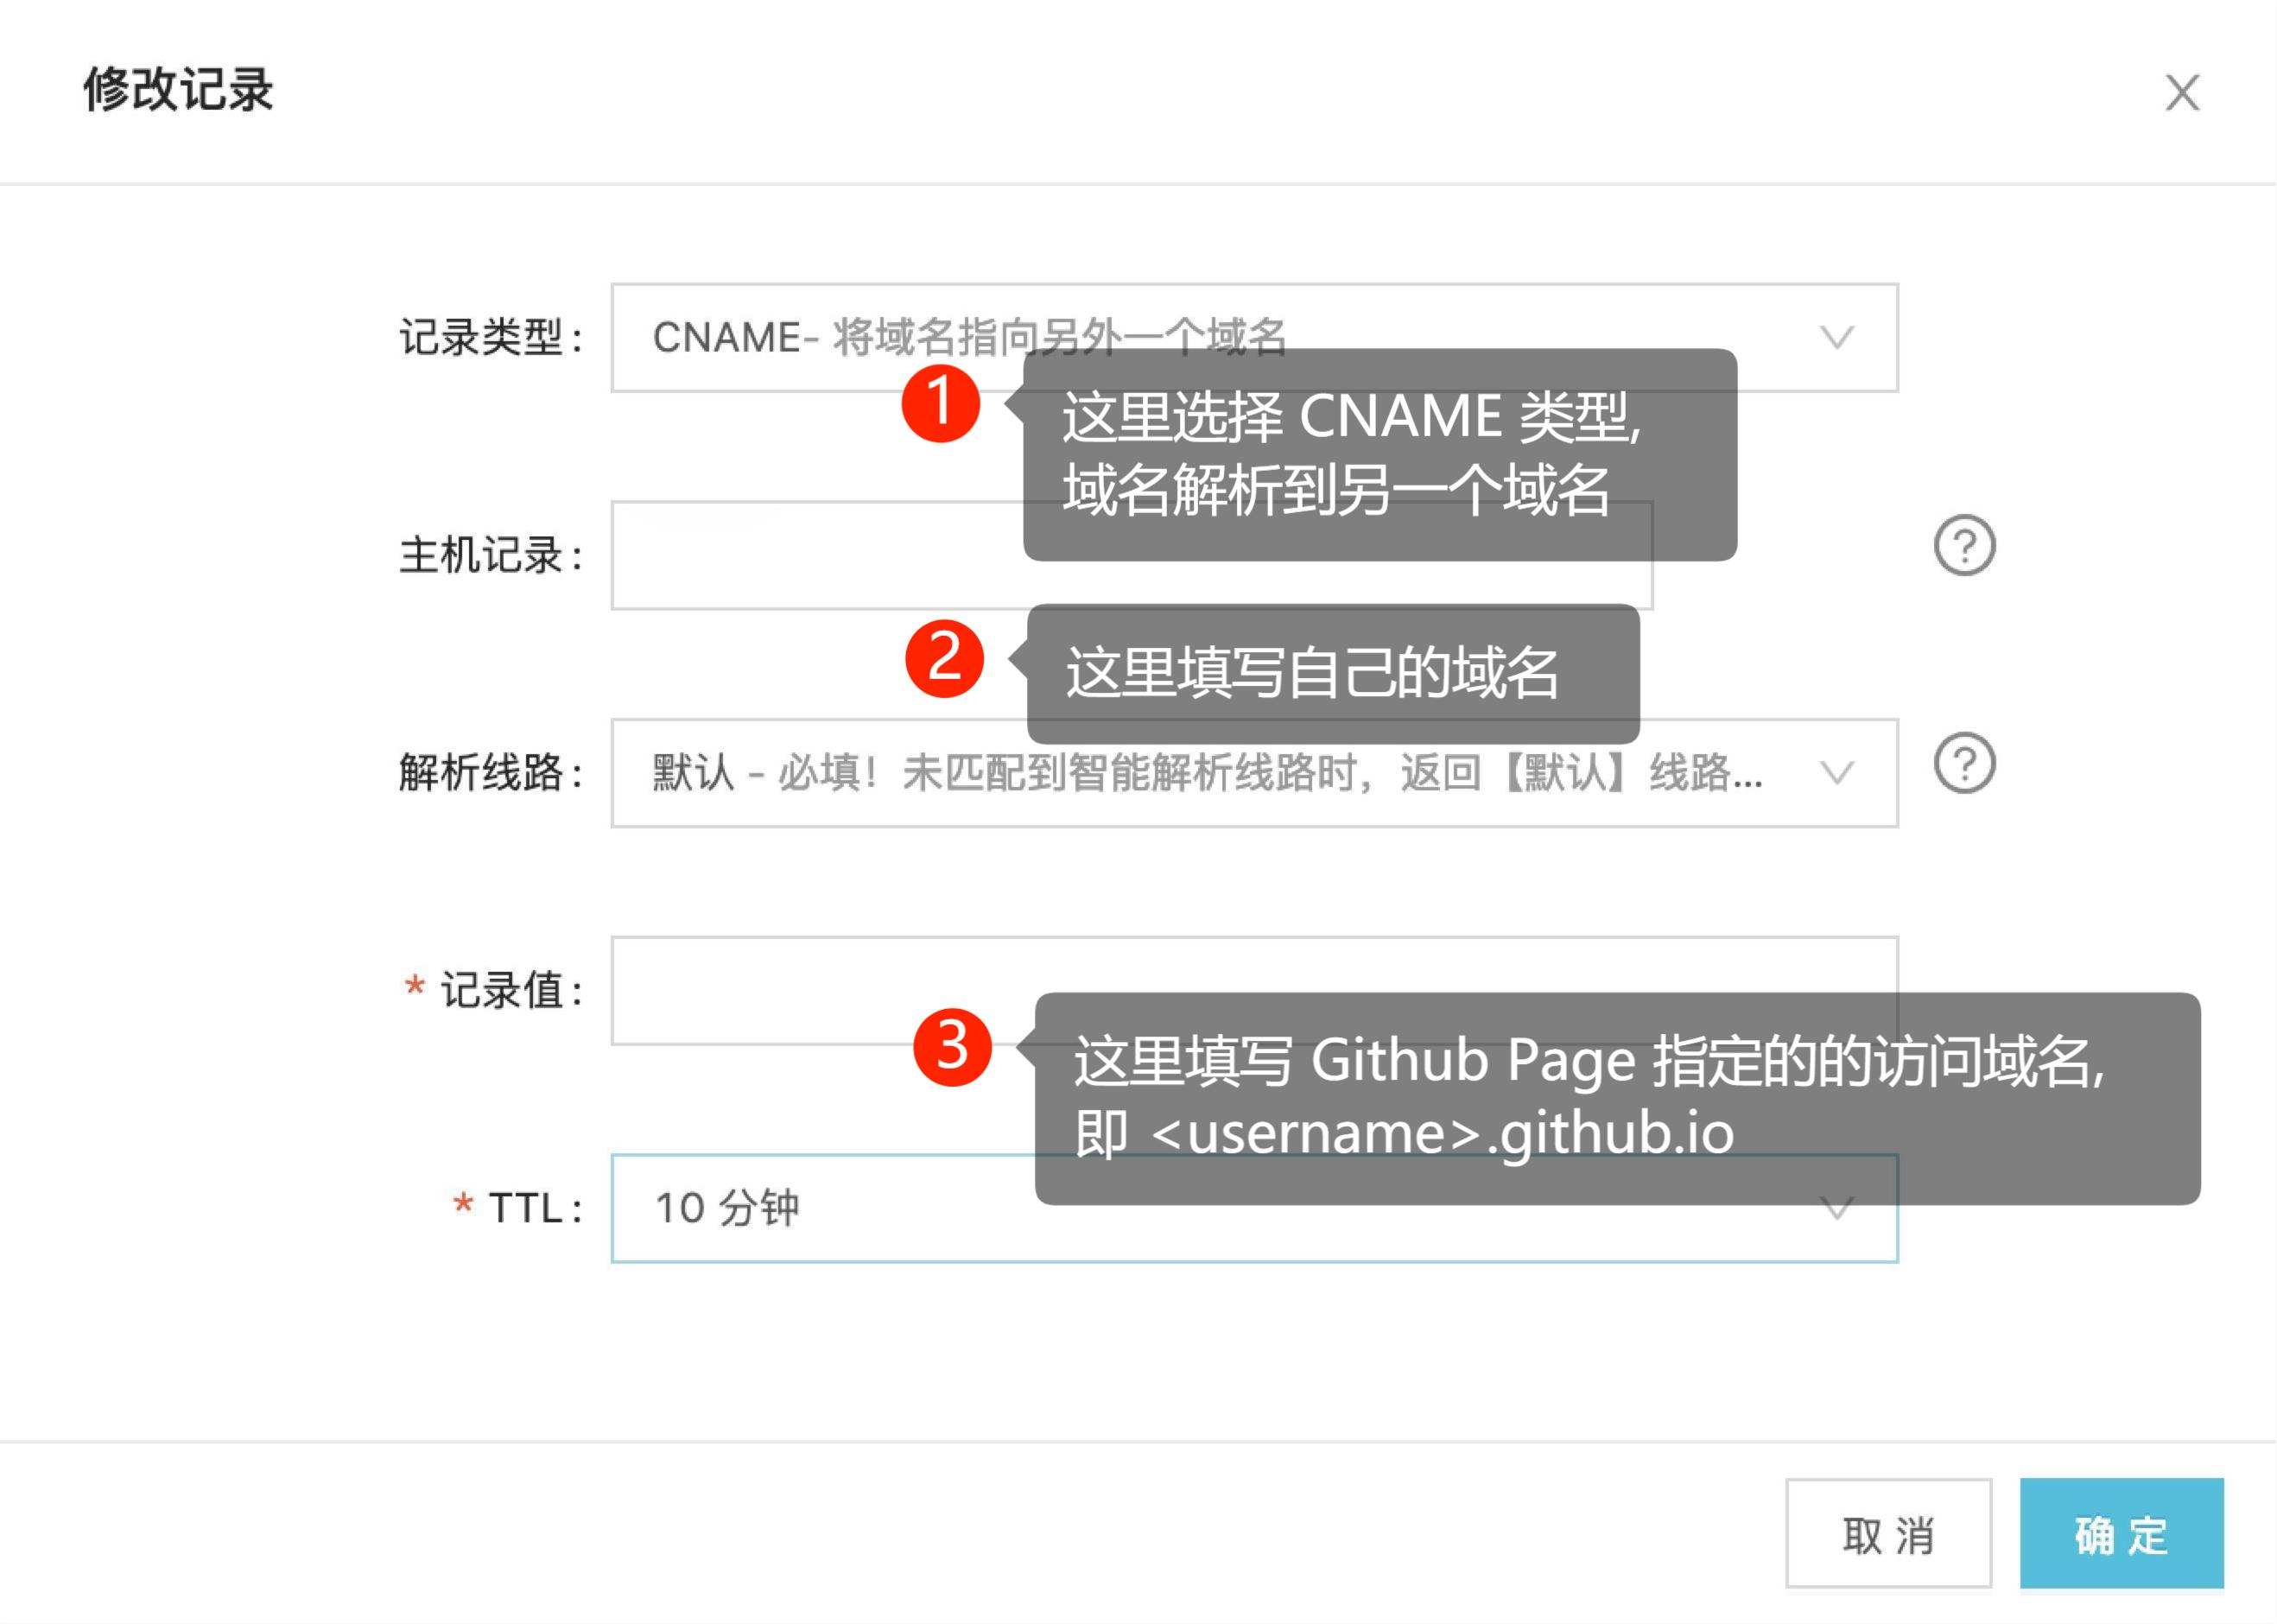 修改记录
记录类型：
CNAME- 将域名指向另外一个域名
1
这里选择 CNAME 类型,
域名解析到另一个域名
主机记录：
2
这里填写自己的域名
解析线路：
默认 - 必填！未匹配到智能解析线路时，返回【默认】线路...
* 记录值：
3
这里填写 Github Page 指定的的访问域名,
即 <username>.github.io
* TTL：
10 分钟
取 消
确 定